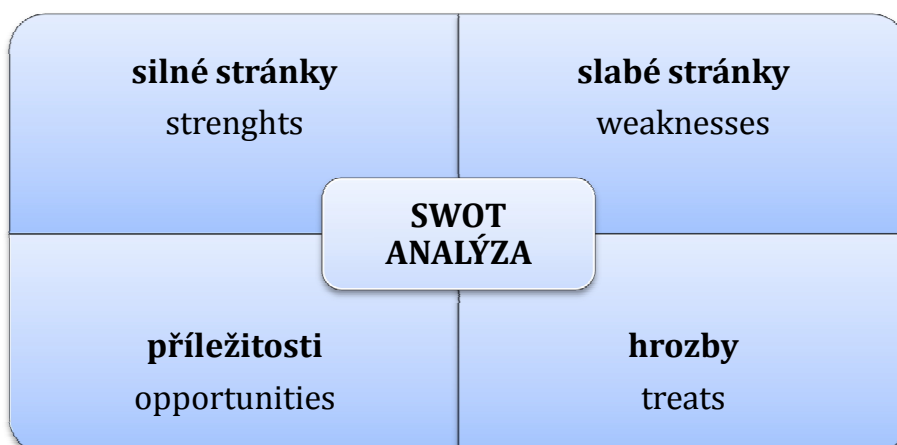 silné stránky
strenghts
slabé stránky
weaknesses
SWOT
ANALÝZA
příležitosti
opportunities
hrozby
treats